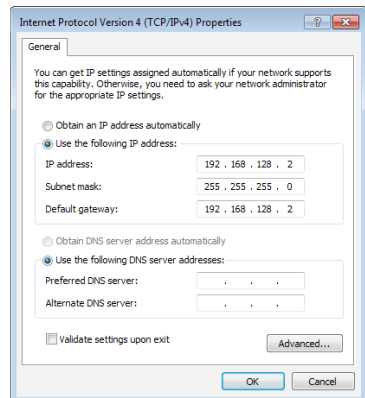 Internet Protocol Version 4 (TCP/IPv4) Properties
General
You can get IP settings assigned automatically if your network supports
this capability. Otherwise, you need to ask your network administrator
for the appropriate IP settings.
Obtain an IP address automatically
Use the following IP address:
IP address: 192 . 168 . 128 . 2
Subnet mask: 255 . 255 . 255 . 0
Default gateway: 192 . 168 . 128 . 2
Obtain DNS server address automatically
Use the following DNS server addresses:
Preferred DNS server: . . .
Alternate DNS server: . . .
Validate settings upon exit
Advanced...
OK Cancel